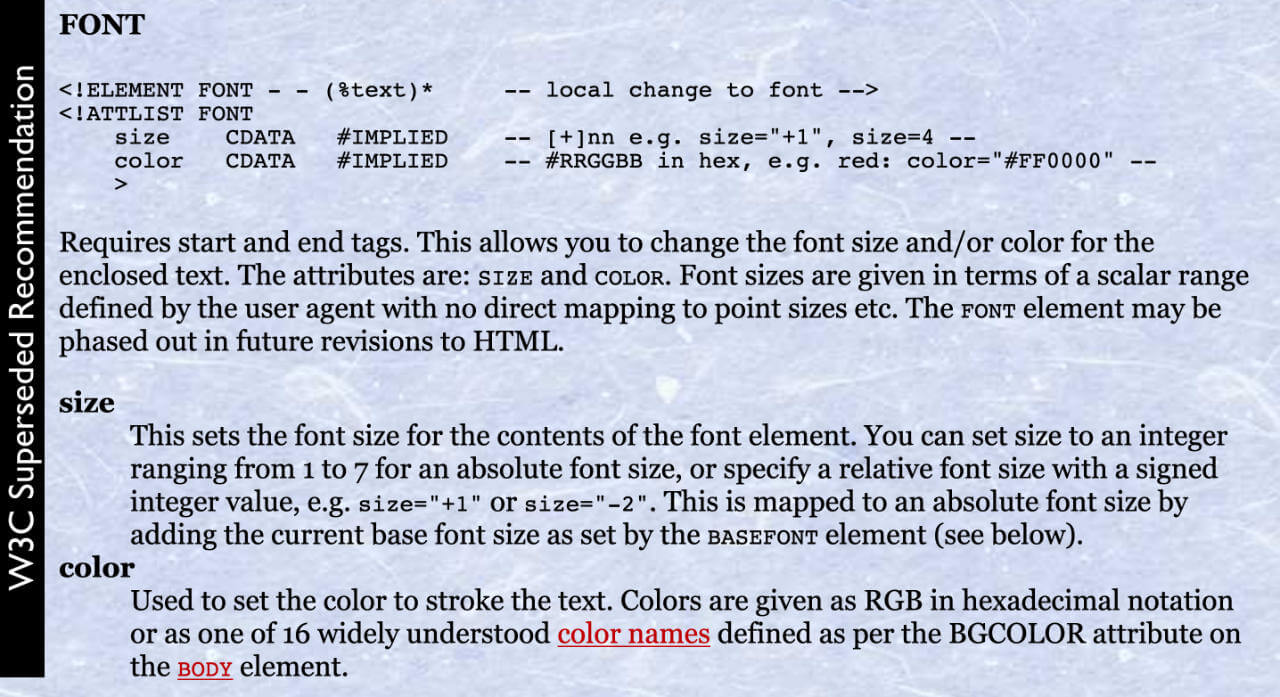 W3C Superseded Recommendation
FONT
<!ELEMENT FONT - - (%text)*     -- local change to font -->
<!ATTLIST FONT
    size    CDATA   #IMPLIED    -- [+]nn e.g. size="+1", size=4 --
    color   CDATA   #IMPLIED    -- #RRGGBB in hex, e.g. red: color="#FF0000" --
    >
Requires start and end tags. This allows you to change the font size and/or color for the
enclosed text. The attributes are: SIZE and COLOR. Font sizes are given in terms of a scalar range
defined by the user agent with no direct mapping to point sizes etc. The FONT element may be
phased out in future revisions to HTML.
size
This sets the font size for the contents of the font element. You can set size to an integer
ranging from 1 to 7 for an absolute font size, or specify a relative font size with a signed
integer value, e.g. size="+1" or size="-2". This is mapped to an absolute font size by
adding the current base font size as set by the BASEFONT element (see below).
color
Used to set the color to stroke the text. Colors are given as RGB in hexadecimal notation
or as one of 16 widely understood color names defined as per the BGCOLOR attribute on
the BODY element.